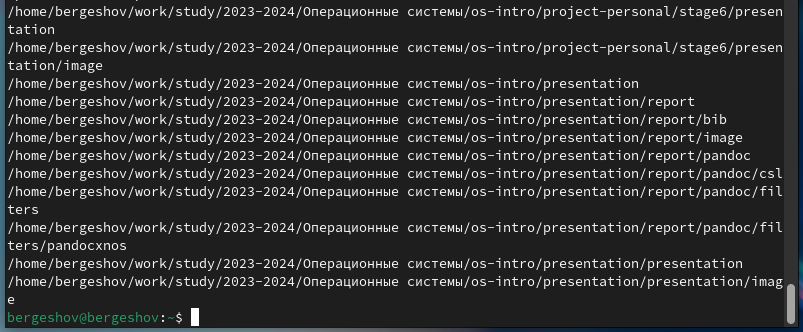 /home/bergeshov/work/study/2023-2024/Операционные системы/os-intro/project-personal/stage6/presen
tation
/home/bergeshov/work/study/2023-2024/Операционные системы/os-intro/project-personal/stage6/presen
tation/image
/home/bergeshov/work/study/2023-2024/Операционные системы/os-intro/presentation
/home/bergeshov/work/study/2023-2024/Операционные системы/os-intro/presentation/report
/home/bergeshov/work/study/2023-2024/Операционные системы/os-intro/presentation/report/bib
/home/bergeshov/work/study/2023-2024/Операционные системы/os-intro/presentation/report/image
/home/bergeshov/work/study/2023-2024/Операционные системы/os-intro/presentation/report/pandoc
/home/bergeshov/work/study/2023-2024/Операционные системы/os-intro/presentation/report/pandoc/csl
/home/bergeshov/work/study/2023-2024/Операционные системы/os-intro/presentation/report/pandoc/fil
ters
/home/bergeshov/work/study/2023-2024/Операционные системы/os-intro/presentation/report/pandoc/fil
ters/pandocxnos
/home/bergeshov/work/study/2023-2024/Операционные системы/os-intro/presentation/presentation
/home/bergeshov/work/study/2023-2024/Операционные системы/os-intro/presentation/presentation/imag
e
bergeshov@bergeshov:~$